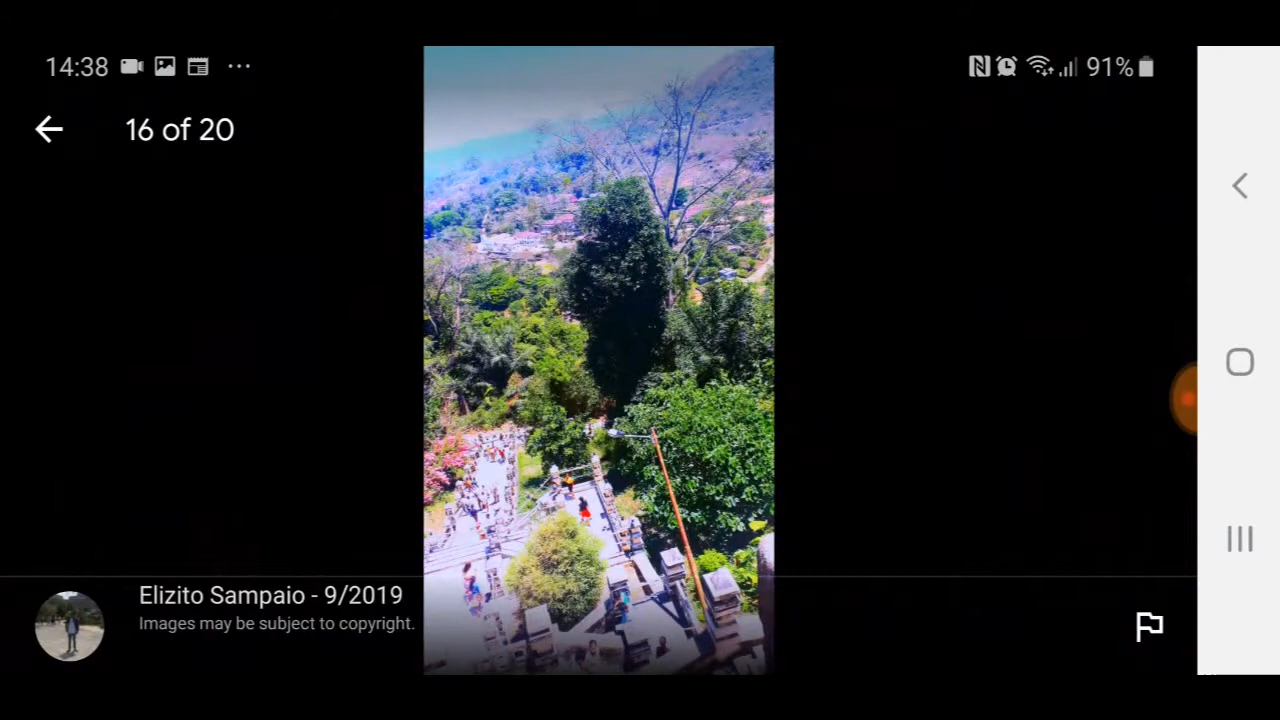 14:38
91%
16 of 20
Elizito Sampaio - 9/2019
Images may be subject to copyright.